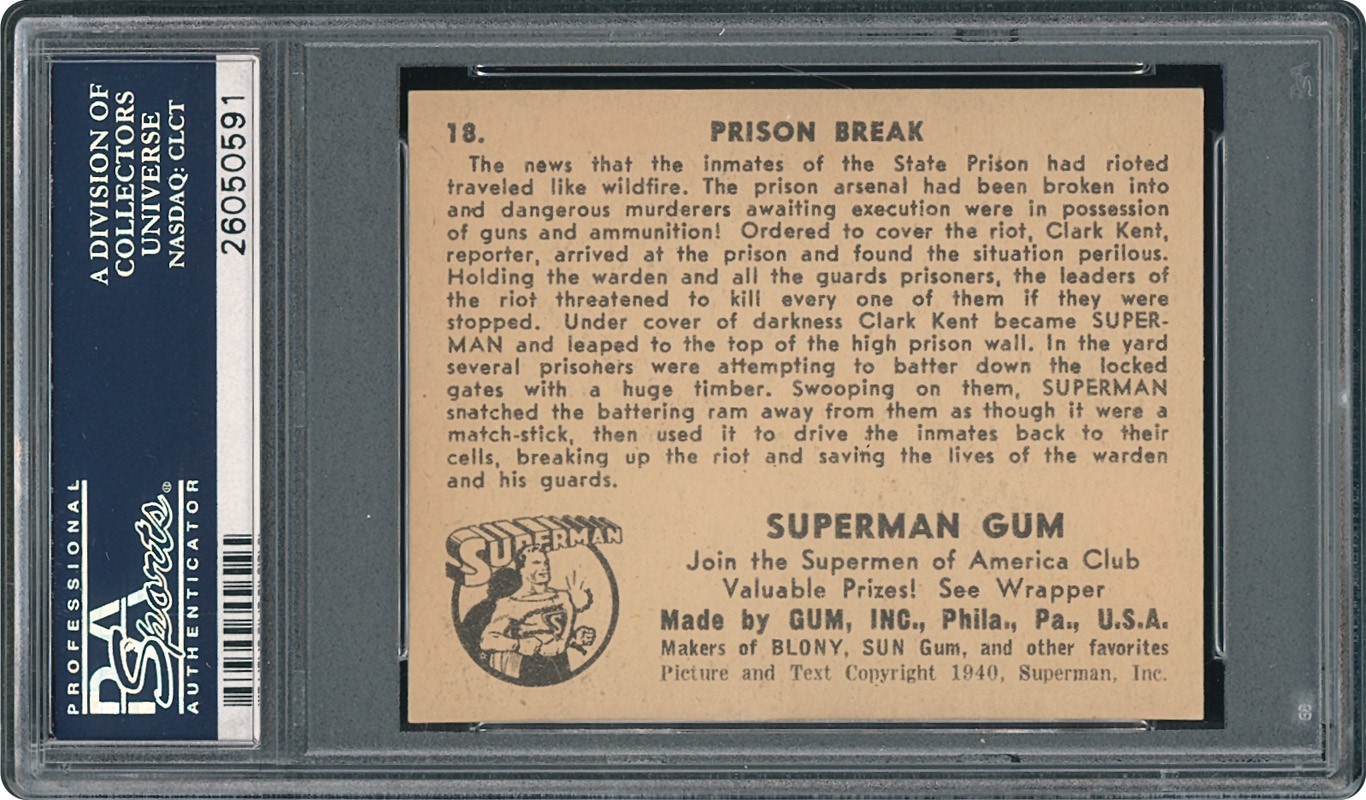 A DIVISION OF
COLLECTORS
UNIVERSE
NASDAQ: CLCT
26050591
PROFESSIONAL
PSA
Sports®
AUTHENTICATOR
18. PRISON BREAK
The news that the inmates of the State Prison had rioted
traveled like wildfire. The prison arsenal had been broken into
and dangerous murderers awaiting execution were in possession
of guns and ammunition! Ordered to cover the riot, Clark Kent,
reporter, arrived at the prison and found the situation perilous.
Holding the warden and all the guards prisoners, the leaders of
the riot threatened to kill every one of them if they were
stopped. Under cover of darkness Clark Kent became SUPER-
MAN and leaped to the top of the high prison wall. In the yard
several prisoners were attempting to batter down the locked
gates with a huge timber. Swooping on them, SUPERMAN
snatched the battering ram away from them as though it were a
match-stick, then used it to drive the inmates back to their
cells, breaking up the riot and saving the lives of the warden
and his guards.
SUPERMAN
S
SUPERMAN GUM
Join the Supermen of America Club
Valuable Prizes! See Wrapper
Made by GUM, INC., Phila., Pa., U.S.A.
Makers of BLONY, SUN Gum, and other favorites
Picture and Text Copyright 1940, Superman, Inc.
PSA